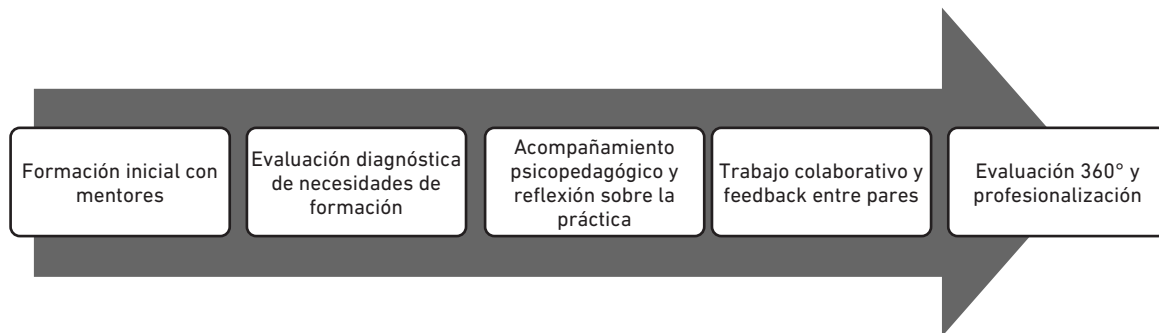 Formación inicial con
mentores
Evaluación diagnóstica
de necesidades de
formación
Acompañamiento
psicopedagógico y
reflexión sobre la
práctica
Trabajo colaborativo y
feedback entre pares
Evaluación 360° y
profesionalización